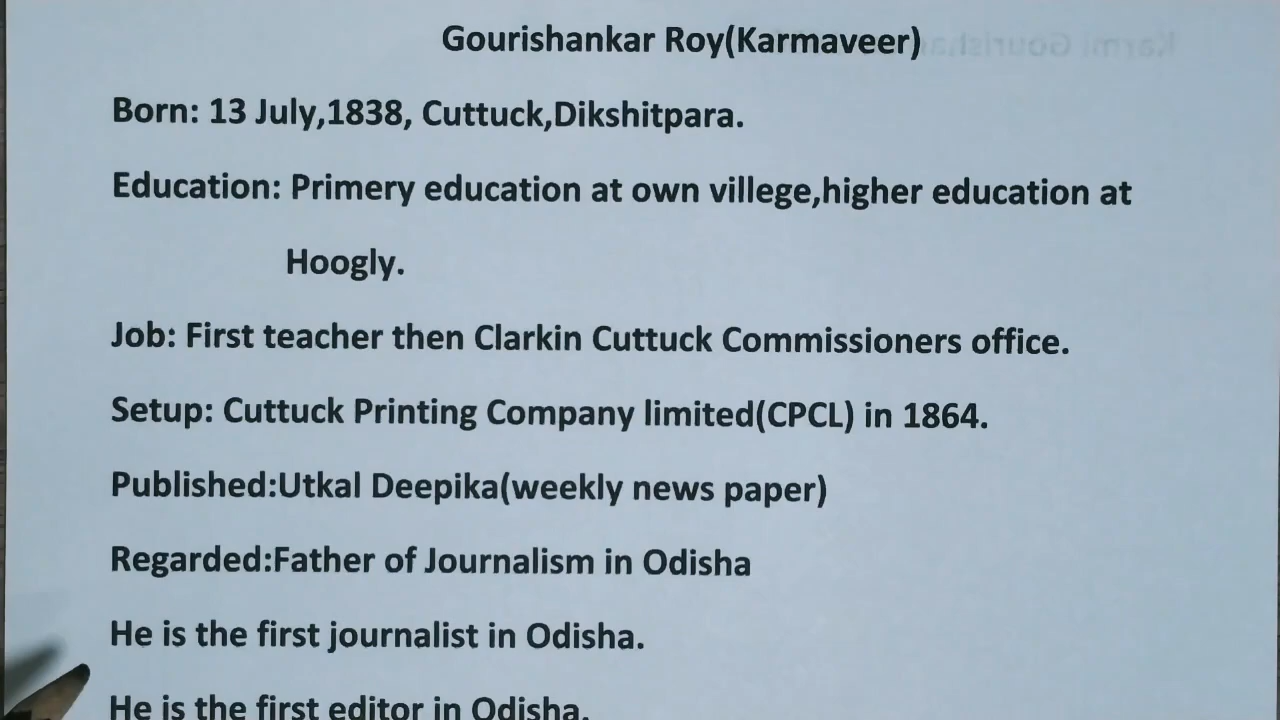 Gourishankar Roy(Karmaveer)
Born: 13 July,1838, Cuttuck,Dikshitpara.
Education: Primery education at own villege,higher education at
Hoogly.
Job: First teacher then Clarkin Cuttuck Commissioners office.
Setup: Cuttuck Printing Company limited(CPCL) in 1864.
Published:Utkal Deepika(weekly news paper)
Regarded:Father of Journalism in Odisha
He is the first journalist in Odisha.
He is the first editor in Odisha.